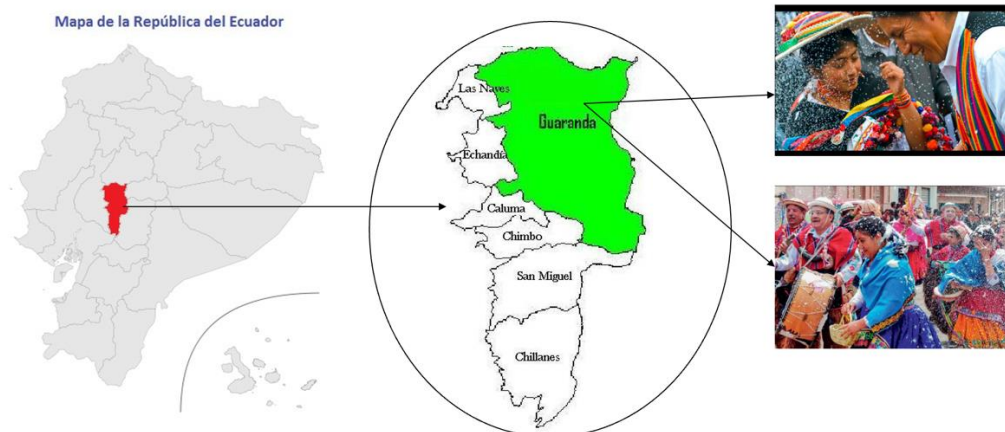 Mapa de la República del Ecuador
Las Naves
Guaranda
Echandía
Caluma
Chimbo
San Miguel
Chillanes